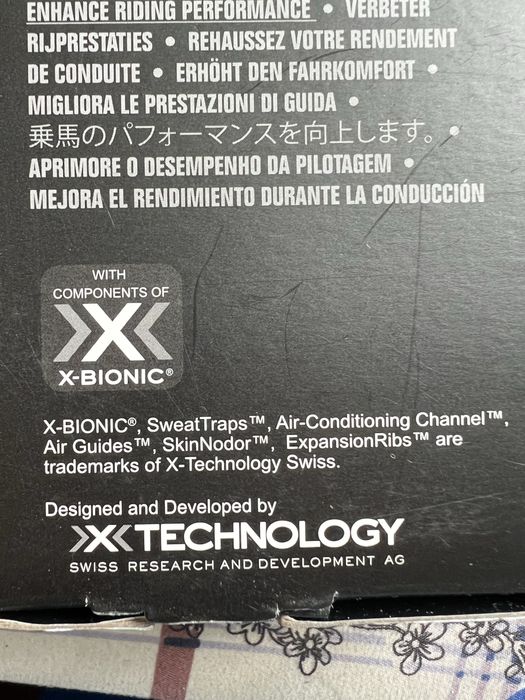 ENHANCE RIDING PERFORMANCE • VERBETER
RIJPRESTATIES • REHAUSSEZ VOTRE RENDEMENT
DE CONDUITE • ERHÖHT DEN FAHRKOMFORT •
MIGLIORA LE PRESTAZIONI DI GUIDA •
乗馬のパフォーマンスを向上します。 •
APRIMORE O DESEMPENHO DA PILOTAGEM •
MEJORA EL RENDIMIENTO DURANTE LA CONDUCCIÓN
WITH
COMPONENTS OF
X
X-BIONIC®
X-BIONIC®, SweatTraps™, Air-Conditioning Channel™,
Air Guides™, SkinNodor™, ExpansionRibs™ are
trademarks of X-Technology Swiss.
Designed and Developed by
X TECHNOLOGY
SWISS RESEARCH AND DEVELOPMENT AG